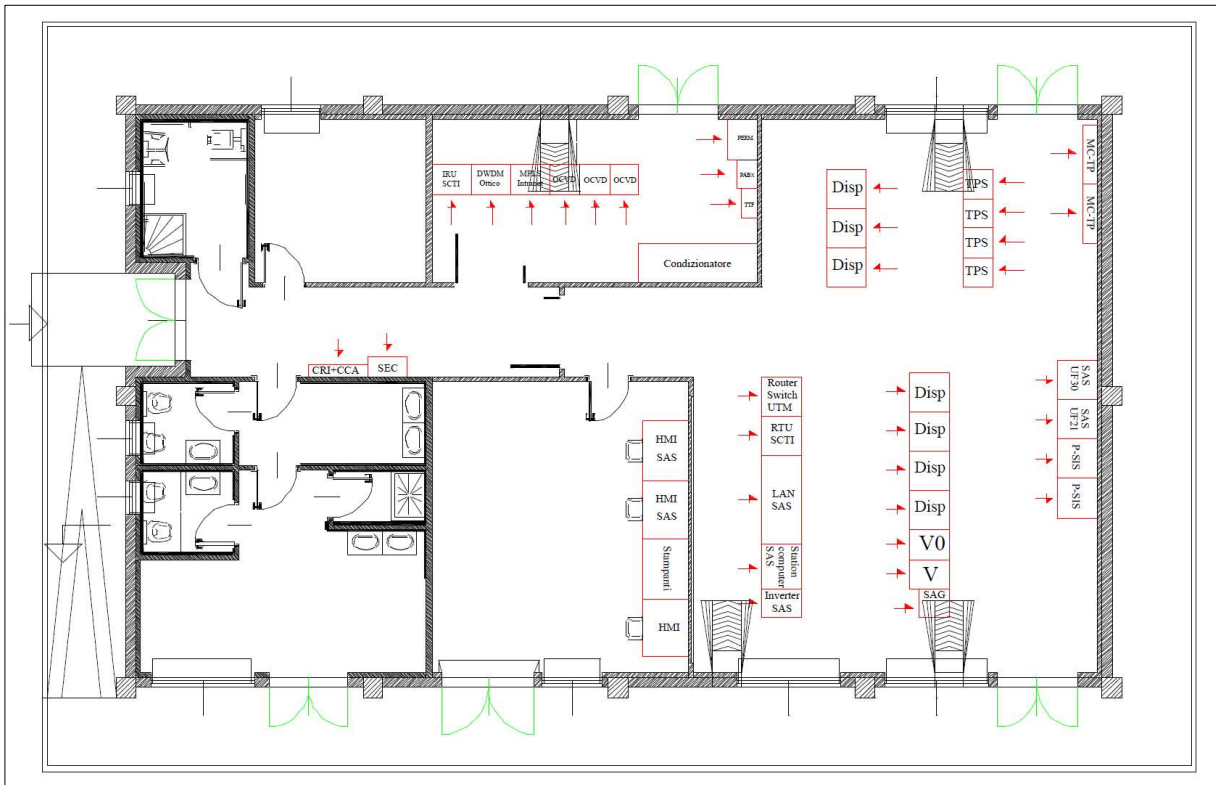 PERM.
IRU
SCTI
DWDM
Ottico
MPLS
Intranet
OCVD
OCVD
OCVD
PABX
TTF
Condizionatore
Disp
Disp
Disp
TPS
TPS
TPS
TPS
MC-TP
MC-TP
CRI+CCA
SEC
HMI
SAS
HMI
SAS
Stampanti
HMI
Router
Switch
UTM
RTU
SCTI
LAN
SAS
Station
computer
SAS
Inverter
SAS
Disp
Disp
Disp
Disp
V0
V
SAG
SAS
UF30
SAS
UF21
P-SIS
P-SIS